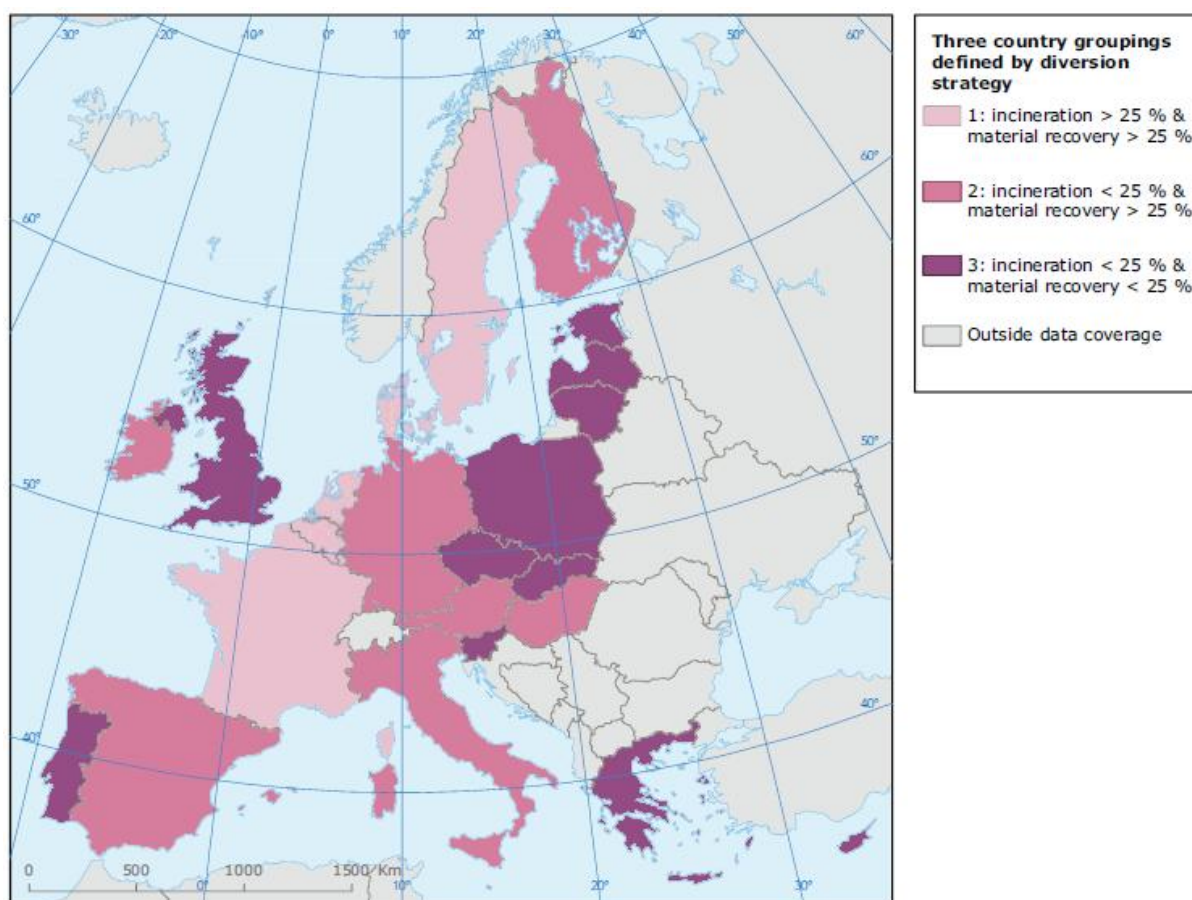 -30°
-20°
-10°
0°
10°
20°
30°
40°
50°
60°
60°
60°
50°
50°
40°
40°
0
500
1000
1500 Km
0°
10°
20°
30°
Three country groupings
defined by diversion
strategy
1: incineration > 25 % &
material recovery > 25 %
2: incineration < 25 % &
material recovery > 25 %
3: incineration < 25 % &
material recovery < 25 %
Outside data coverage